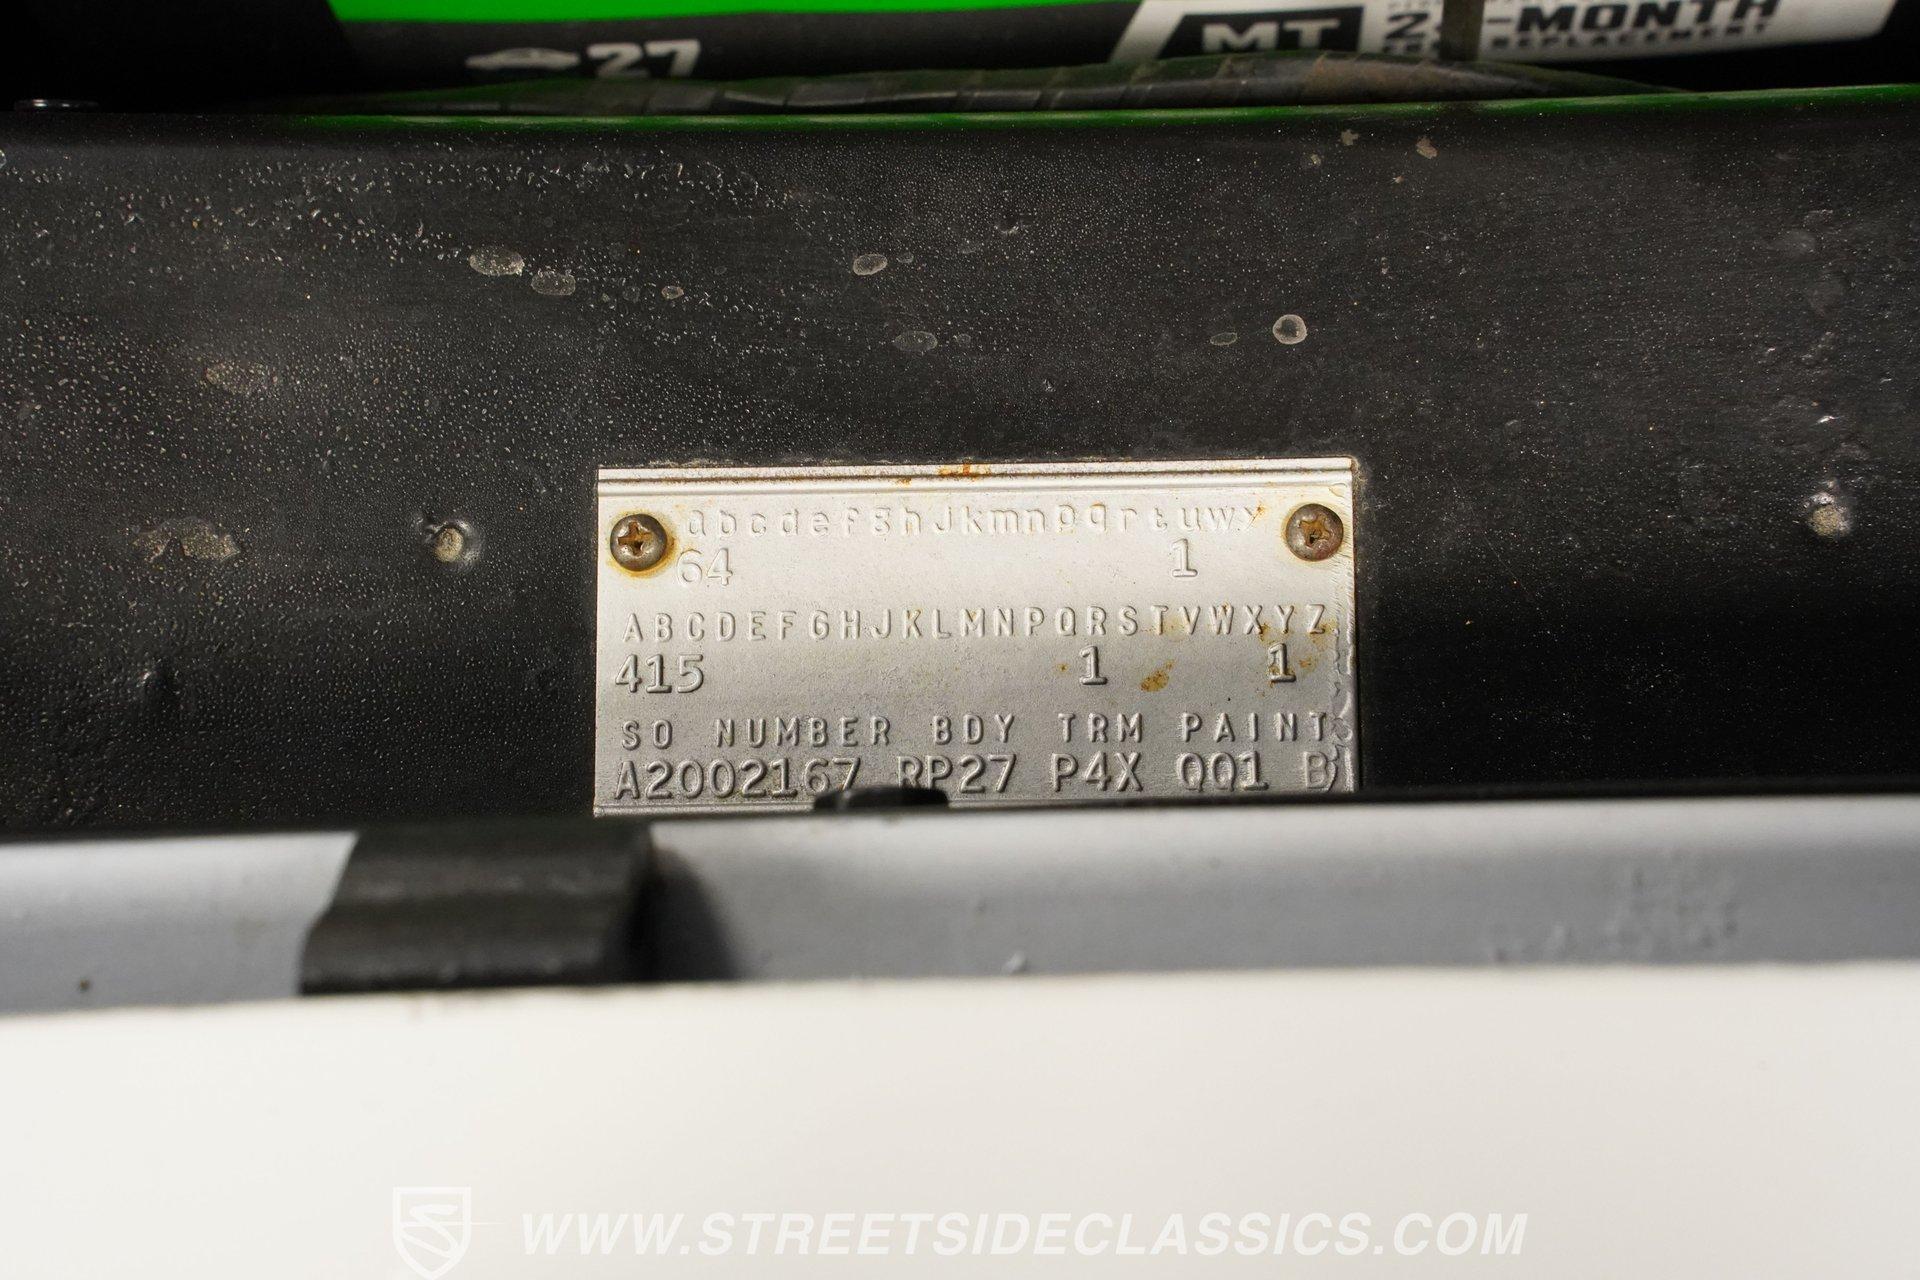 27
MT
-MONTH
REPLACEMENT
abcdefghJkmnpqrtuwx
64 1
ABCDEFGHJKLMNPQRSTVWXYZ
415 1 1
SO NUMBER BDY TRM PAINT
A2002167 RP27 P4X QQ1 B
WWW.STREETSIDECLASSICS.COM